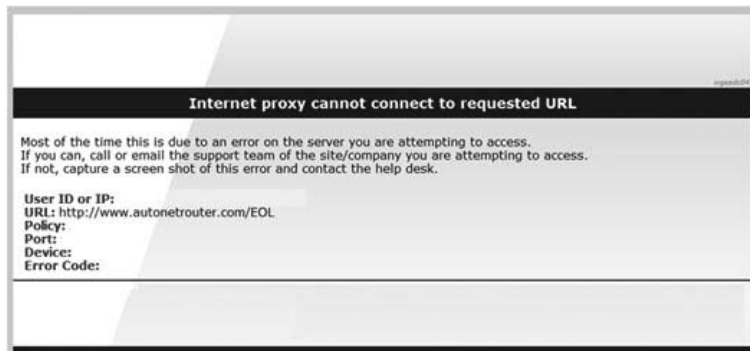 Internet proxy cannot connect to requested URL
Most of the time this is due to an error on the server you are attempting to access.
If you can, call or email the support team of the site/company you are attempting to access.
If not, capture a screen shot of this error and contact the help desk.
User ID or IP:
URL: http://www.autonetrouter.com/EOL
Policy:
Port:
Device:
Error Code: